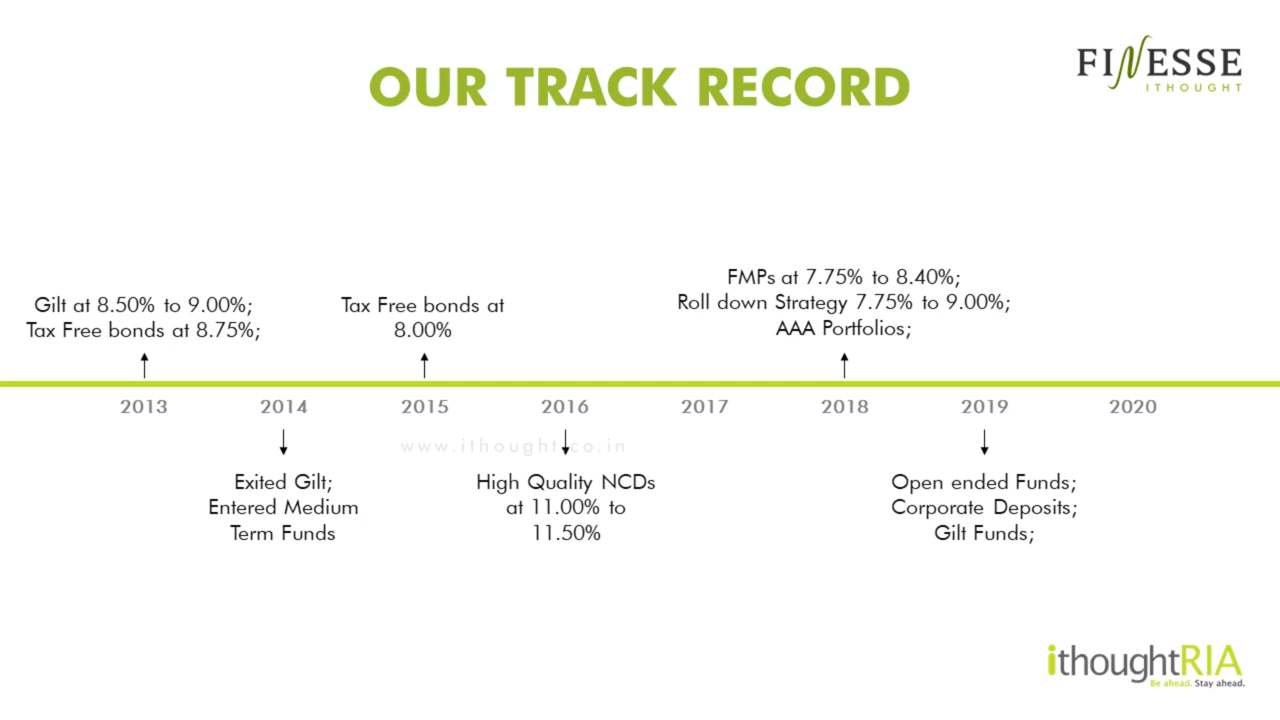 FINESSE
ITHOUGHT
OUR TRACK RECORD
FMPs at 7.75% to 8.40%;
Roll down Strategy 7.75% to 9.00%;
AAA Portfolios;
Gilt at 8.50% to 9.00%;
Tax Free bonds at 8.75%;
Tax Free bonds at
8.00%
2013 2014 2015 2016 2017 2018 2019 2020
www.ithought.co.in
Exited Gilt;
Entered Medium
Term Funds
High Quality NCDs
at 11.00% to
11.50%
Open ended Funds;
Corporate Deposits;
Gilt Funds;
ithoughtRIA
Be ahead. Stay ahead.